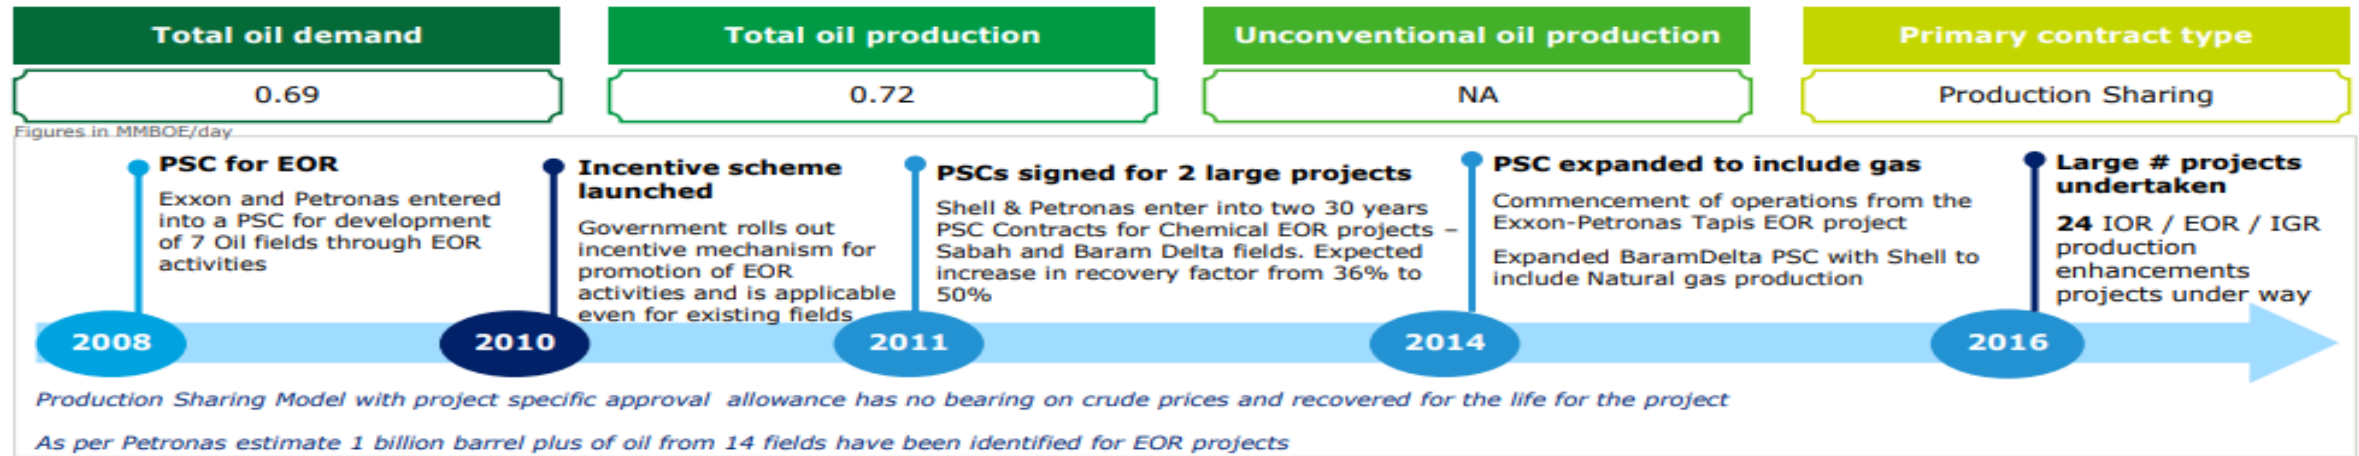 Total oil demand
Total oil production
Unconventional oil production
Primary contract type
0.69
0.72
NA
Production Sharing
Figures in MMBOE/day
PSC for EOR
Exxon and Petronas entered
into a PSC for development
of 7 Oil fields through EOR
activities
Incentive scheme
launched
Government rolls out
incentive mechanism for
promotion of EOR
activities and is applicable
even for existing fields
PSCs signed for 2 large projects
Shell & Petronas enter into two 30 years
PSC Contracts for Chemical EOR projects –
Sabah and Baram Delta fields. Expected
increase in recovery factor from 36% to
50%
PSC expanded to include gas
Commencement of operations from the
Exxon-Petronas Tapis EOR project
Expanded BaramDelta PSC with Shell to
include Natural gas production
Large # projects
undertaken
24 IOR / EOR / IGR
production
enhancements
projects under way
2008
2010
2011
2014
2016
Production Sharing Model with project specific approval allowance has no bearing on crude prices and recovered for the life for the project
As per Petronas estimate 1 billion barrel plus of oil from 14 fields have been identified for EOR projects